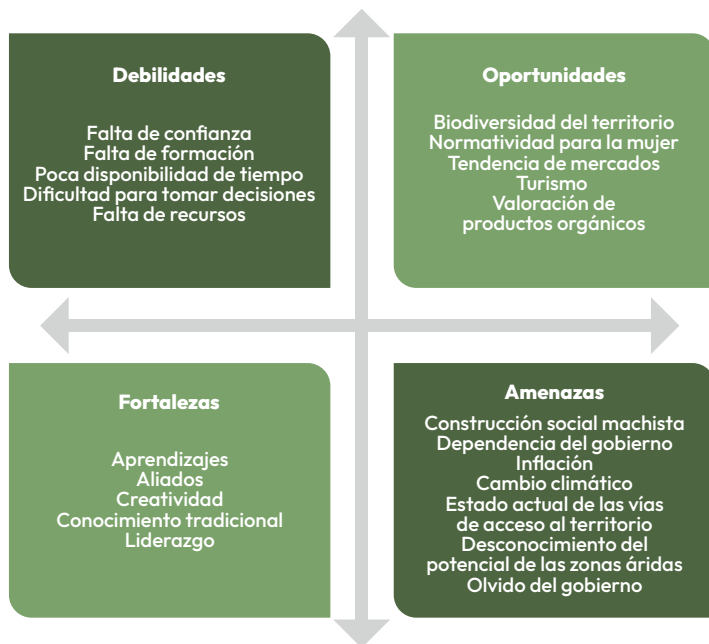 Debilidades
Falta de confianza
Falta de formación
Poca disponibilidad de tiempo
Dificultad para tomar decisiones
Falta de recursos
Oportunidades
Biodiversidad del territorio
Normatividad para la mujer
Tendencia de mercados
Turismo
Valoración de
productos orgánicos
Fortalezas
Aprendizajes
Aliados
Creatividad
Conocimiento tradicional
Liderazgo
Amenazas
Construcción social machista
Dependencia del gobierno
Inflación
Cambio climático
Estado actual de las vías
de acceso al territorio
Desconocimiento del
potencial de las zonas áridas
Olvido del gobierno